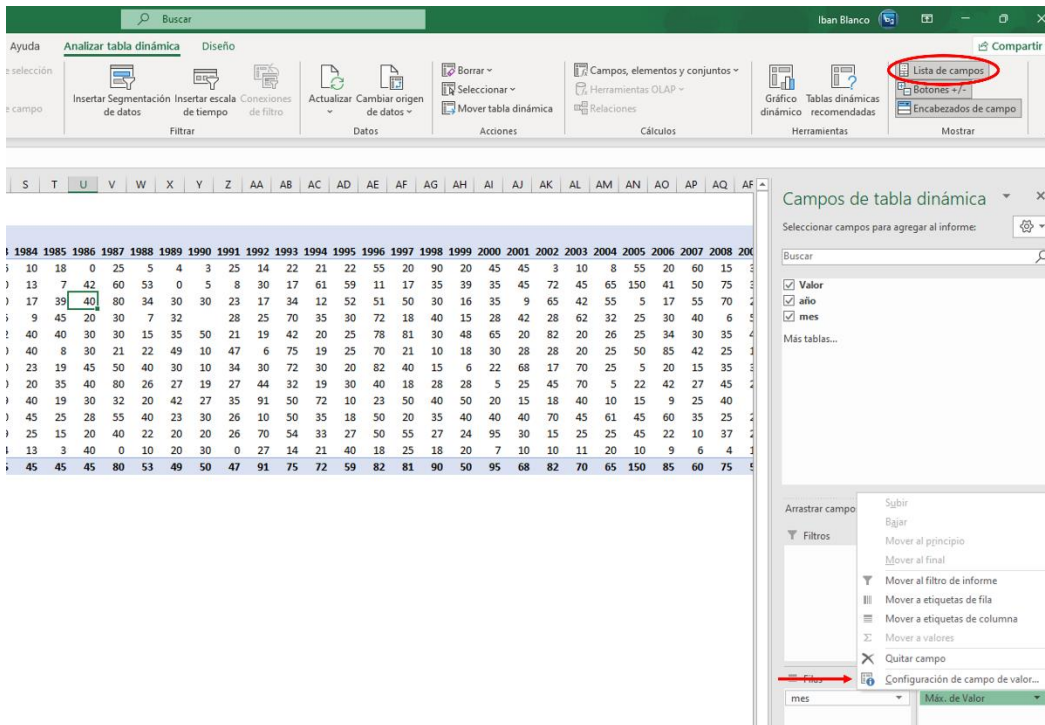 Buscar Iban Blanco
Ayuda Analizar tabla dinámica Diseño Compartir
selección
campo
Insertar Segmentación de datos Insertar escala de tiempo Conexiones de filtro
Filtrar
Actualizar Cambiar origen de datos
Datos
Borrar
Seleccionar
Mover tabla dinámica
Acciones
Campos, elementos y conjuntos
Herramientas OLAP
Relaciones
Cálculos
Gráfico dinámico Tablas dinámicas recomendadas
Herramientas
Lista de campos
Botones +/-
Encabezados de campo
Mostrar
S T U V W X Y Z AA AB AC AD AE AF AG AH AI AJ AK AL AM AN AO AP AQ
1984 1985 1986 1987 1988 1989 1990 1991 1992 1993 1994 1995 1996 1997 1998 1999 2000 2001 2002 2003 2004 2005 2006 2007 2008
10 18 0 25 5 4 3 25 14 22 21 22 55 20 90 20 45 45 3 10 8 55 20 60 15
13 7 42 60 53 0 5 8 30 17 61 59 11 17 35 39 35 45 72 45 65 150 41 50 75
17 39 40 80 34 30 30 23 17 34 12 52 51 50 30 16 35 9 65 42 55 5 17 55 70
9 45 20 30 7 32 28 25 70 35 30 72 18 40 15 28 42 28 62 32 25 30 40 6
40 40 30 30 15 35 50 21 19 42 20 25 78 81 30 48 65 20 82 20 26 25 34 30 35
40 8 30 21 22 49 10 47 6 75 19 25 70 21 10 18 30 28 28 20 25 50 85 42 25
23 19 45 50 40 30 10 34 30 72 30 20 82 40 15 6 22 68 17 70 25 5 20 15 35
20 35 40 80 26 27 19 27 44 32 19 30 40 18 28 28 5 25 45 70 5 22 42 27 45
40 19 30 32 20 42 27 35 91 50 72 10 23 50 40 50 20 15 18 40 10 15 9 25 40
45 25 28 55 40 23 30 26 10 50 35 18 50 20 35 40 40 40 70 45 61 45 60 35 25
25 15 20 40 22 20 20 26 70 54 33 27 50 55 27 24 95 30 15 25 25 45 22 10 37
13 3 40 0 10 20 30 0 27 14 21 40 18 25 18 20 7 10 10 11 20 10 9 6 4
45 45 45 80 53 49 50 47 91 75 72 59 82 81 90 50 95 68 82 70 65 150 85 60 75
Campos de tabla dinámica
Seleccionar campos para agregar al informe:
Buscar
Valor
año
mes
Más tablas...
Arrastrar campo
Filtros
Subir
Bajar
Mover al principio
Mover al final
Mover al filtro de informe
Mover a etiquetas de fila
Mover a etiquetas de columna
Mover a valores
Quitar campo
Configuración de campo de valor...
Filas
mes Máx. de Valor